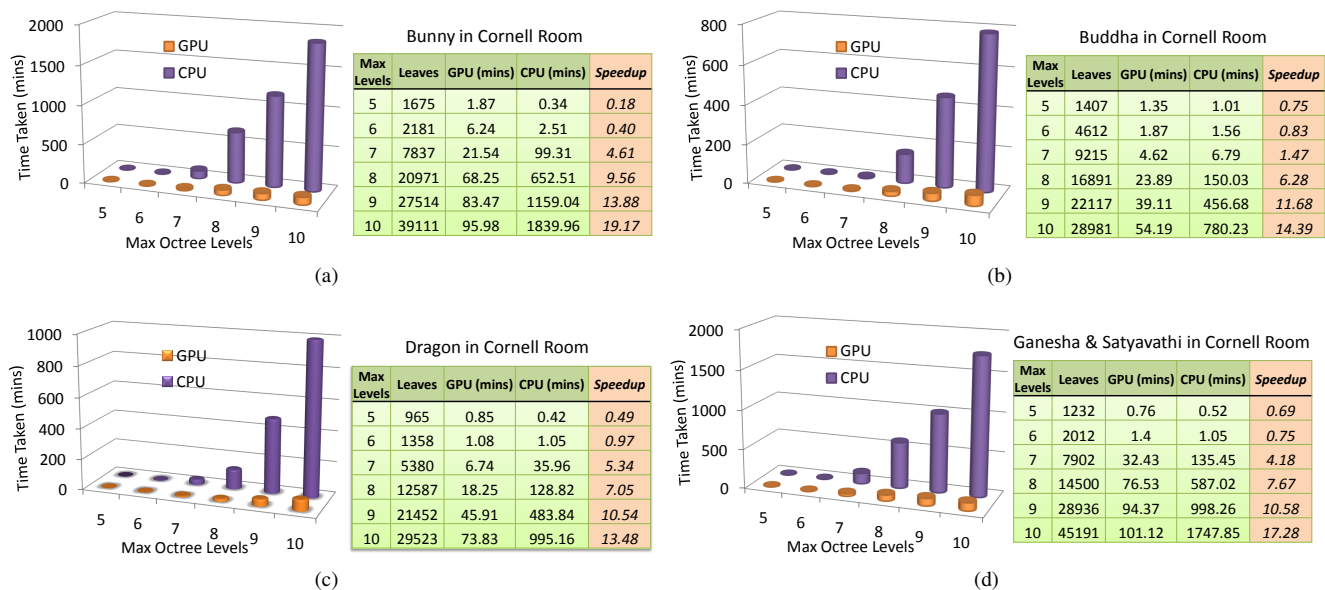 2000
1500
1000
500
0
Time Taken (mins)
GPU
CPU
5 6 7 8 9 10
Max Octree Levels
Bunny in Cornell Room
Max Levels Leaves GPU (mins) CPU (mins) Speedup
5 1675 1.87 0.34 0.18
6 2181 6.24 2.51 0.40
7 7837 21.54 99.31 4.61
8 20971 68.25 652.51 9.56
9 27514 83.47 1159.04 13.88
10 39111 95.98 1839.96 19.17
(a)
800
600
400
200
0
Time Taken (mins)
GPU
CPU
5 6 7 8 9 10
Max Octree Levels
Buddha in Cornell Room
Max Levels Leaves GPU (mins) CPU (mins) Speedup
5 1407 1.35 1.01 0.75
6 4612 1.87 1.56 0.83
7 9215 4.62 6.79 1.47
8 16891 23.89 150.03 6.28
9 22117 39.11 456.68 11.68
10 28981 54.19 780.23 14.39
(b)
1000
800
600
400
200
0
Time Taken (mins)
GPU
CPU
5 6 7 8 9 10
Max Octree Levels
Dragon in Cornell Room
Max Levels Leaves GPU (mins) CPU (mins) Speedup
5 965 0.85 0.42 0.49
6 1358 1.08 1.05 0.97
7 5380 6.74 35.96 5.34
8 12587 18.25 128.82 7.05
9 21452 45.91 483.84 10.54
10 29523 73.83 995.16 13.48
(c)
2000
1500
1000
500
0
Time Taken (mins)
GPU
CPU
5 6 7 8 9 10
Max Octree Levels
Ganesha & Satyavathi in Cornell Room
Max Levels Leaves GPU (mins) CPU (mins) Speedup
5 1232 0.76 0.52 0.69
6 2012 1.4 1.05 0.75
7 7902 32.43 135.45 4.18
8 14500 76.53 587.02 7.67
9 28936 94.37 998.26 10.58
10 45191 101.12 1747.85 17.28
(d)